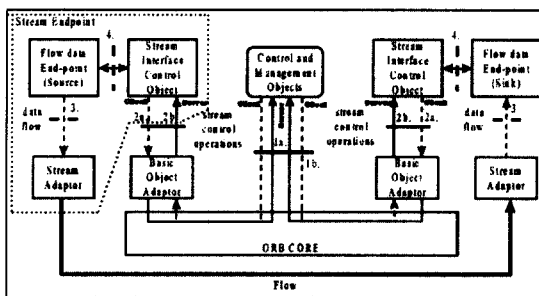 Stream Endpoint
Flow data
End-point
(Source)
4.
Stream
Interface
Control
Object
Control and
Management
Objects
Stream
Interface
Control
Object
4.
Flow data
End-point
(Sink)
data
flow
3.
2a.
2b.
stream
control
operations
1a.
1b.
stream
control
operations
2b.
2a.
data
flow
3.
Stream
Adaptor
Basic
Object
Adaptor
Basic
Object
Adaptor
Stream
Adaptor
ORB CORE
Flow